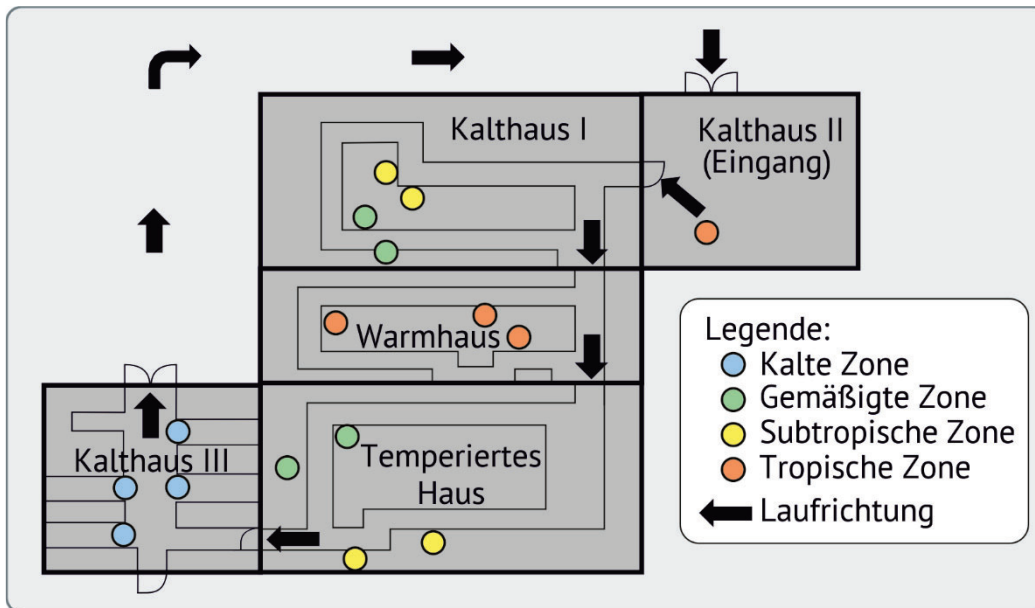 Kalthaus I
Kalthaus II
(Eingang)
Warmhaus
Temperiertes
Haus
Kalthaus III
Legende:
Kalte Zone
Gemäßigte Zone
Subtropische Zone
Tropische Zone
Laufrichtung